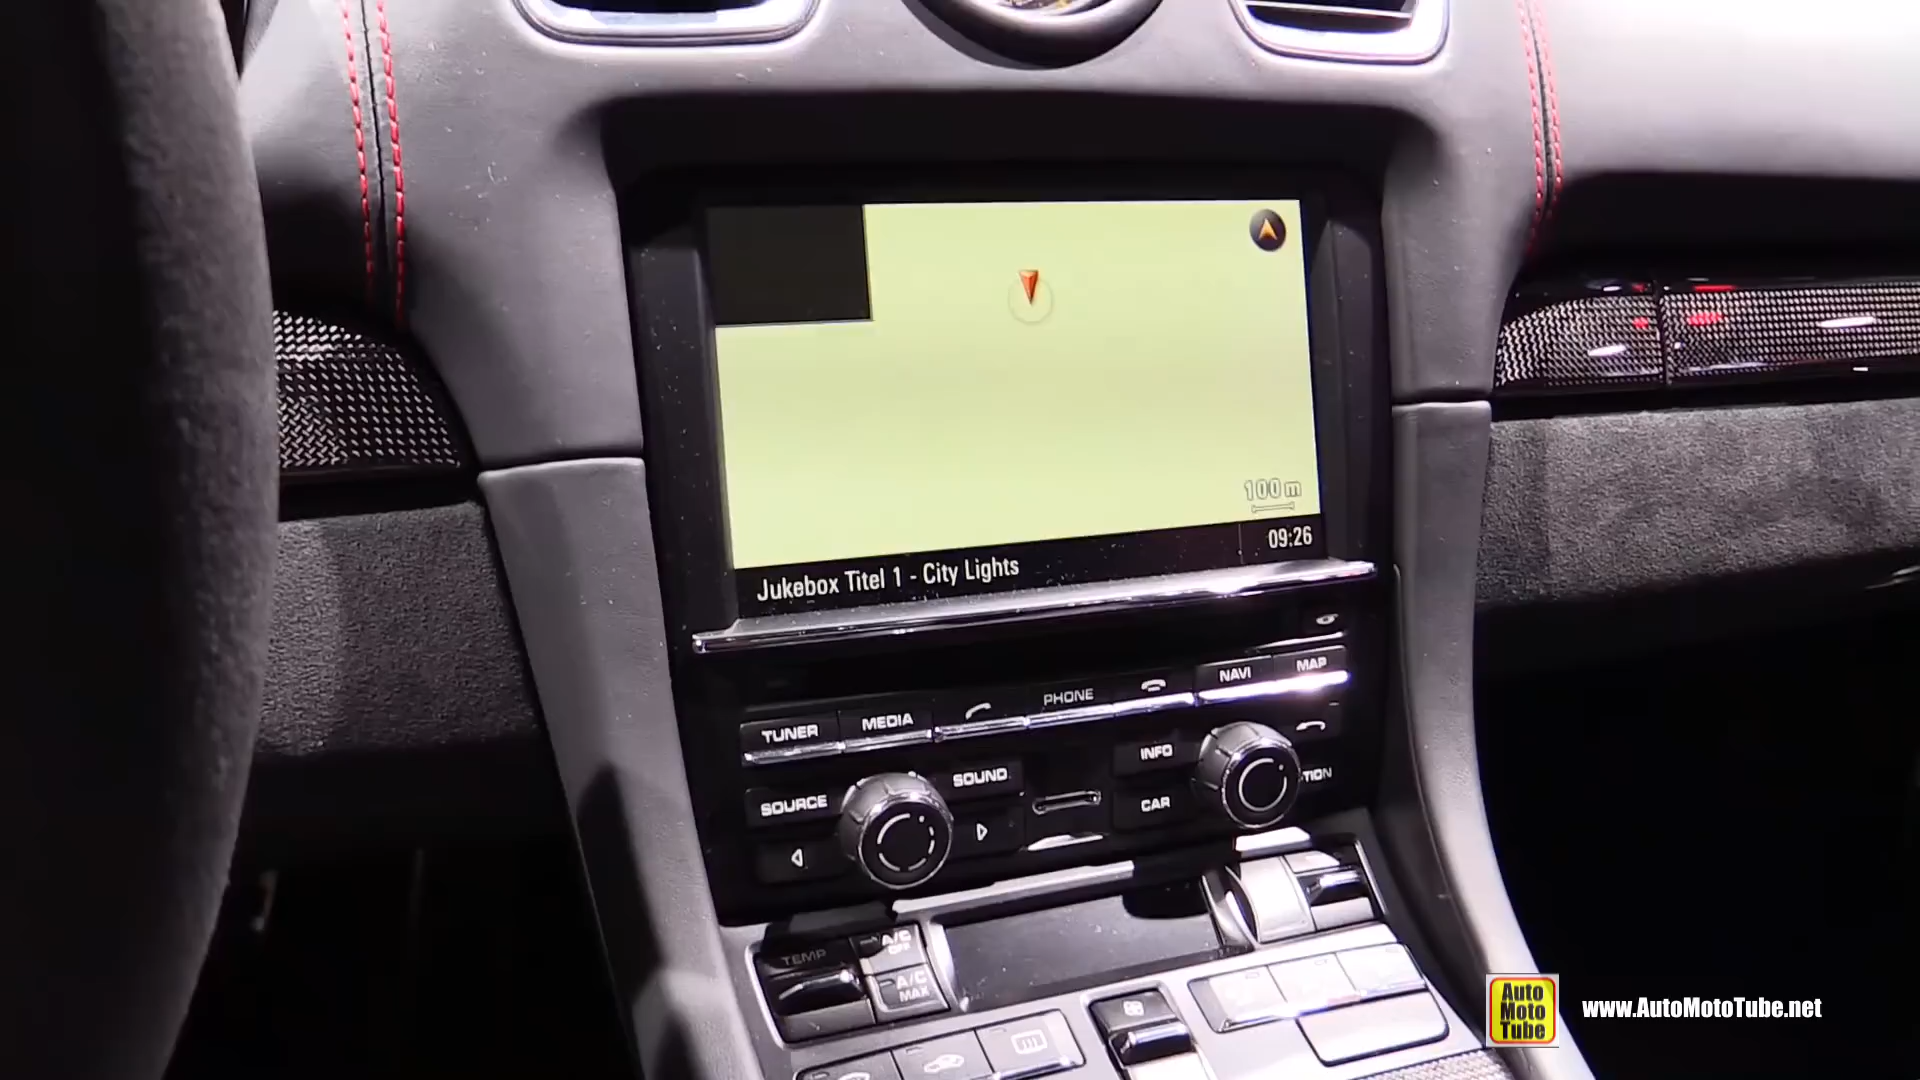 100 m
09:26
Jukebox Titel 1 - City Lights
NAVI MAP
PHONE
TUNER MEDIA
INFO
SOUND
TION
SOURCE
CAR
TEMP
A/C
OFF
A/C
MAX
Auto
Moto
Tube
www.AutoMotoTube.net